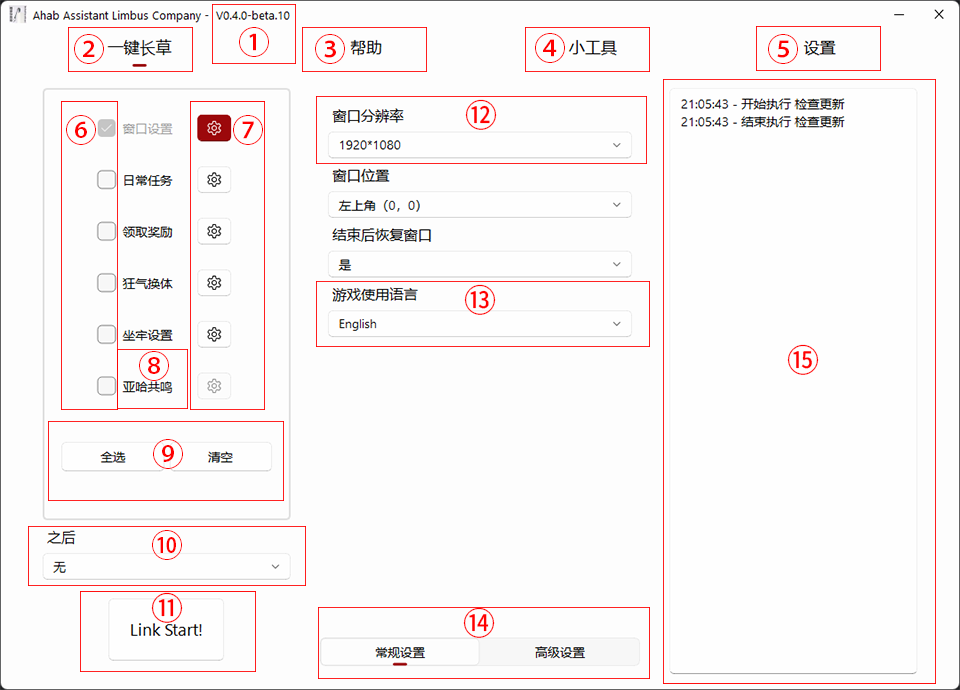 Ahab Assistant Limbus Company - V0.4.0-beta.10
① ② 一键长草 ③ 帮助 ④ 小工具 ⑤ 设置
⑥ 窗口设置 ⑦
日常任务
领取奖励
狂气换体
坐牢设置
⑧
亚哈共鸣
全选 ⑨ 清空
之后 ⑩
无
⑪
Link Start!
窗口分辨率 ⑫
1920*1080
窗口位置
左上角（0，0）
结束后恢复窗口
是
游戏使用语言 ⑬
English
⑭
常规设置 高级设置
21:05:43 - 开始执行 检查更新
21:05:43 - 结束执行 检查更新
⑮